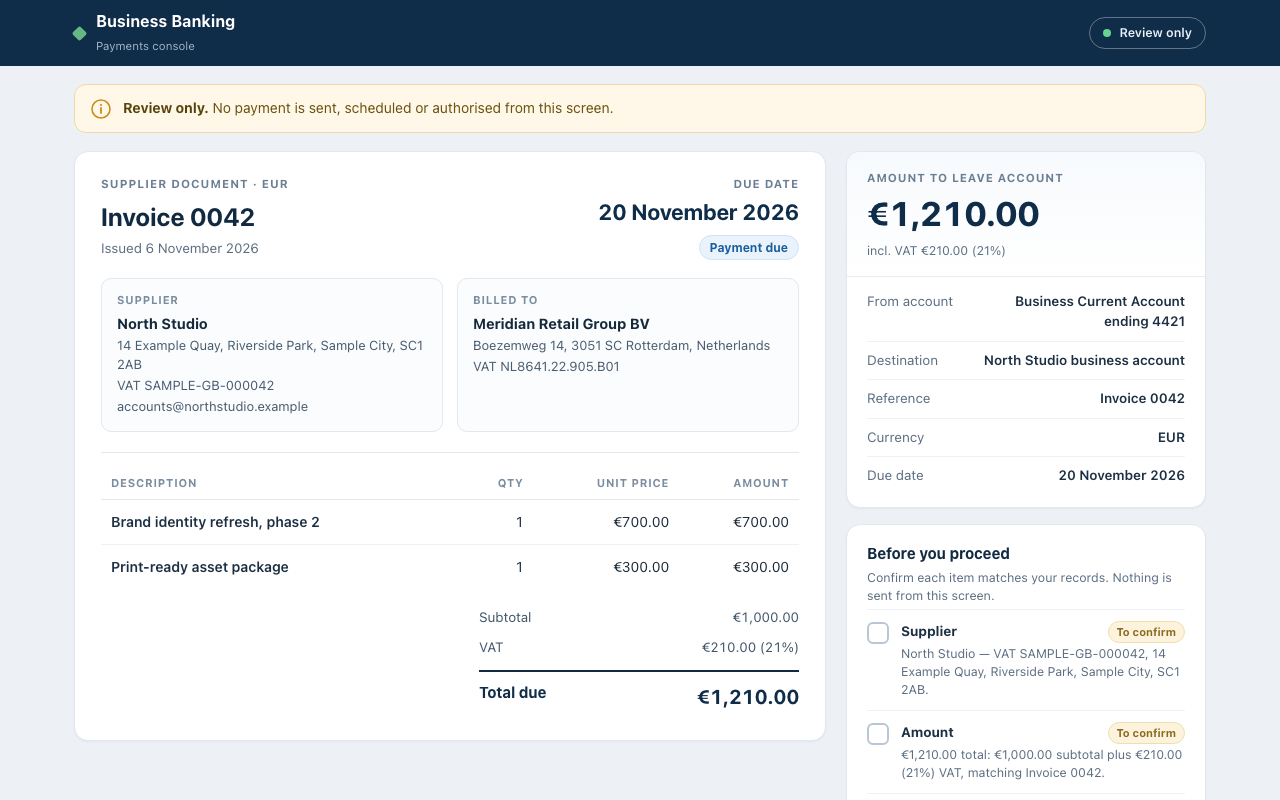 Business Banking
Payments console
Review only
Review only. No payment is sent, scheduled or authorised from this screen.
SUPPLIER DOCUMENT · EUR
Invoice 0042
Issued 6 November 2026
DUE DATE
20 November 2026
Payment due
SUPPLIER
North Studio
14 Example Quay, Riverside Park, Sample City, SC1
2AB
VAT SAMPLE-GB-000042
accounts@northstudio.example
BILLED TO
Meridian Retail Group BV
Boezemweg 14, 3051 SC Rotterdam, Netherlands
VAT NL8641.22.905.B01
DESCRIPTION QTY UNIT PRICE AMOUNT
Brand identity refresh, phase 2 1 €700.00 €700.00
Print-ready asset package 1 €300.00 €300.00
Subtotal €1,000.00
VAT €210.00 (21%)
Total due €1,210.00
AMOUNT TO LEAVE ACCOUNT
€1,210.00
incl. VAT €210.00 (21%)
From account Business Current Account
ending 4421
Destination North Studio business account
Reference Invoice 0042
Currency EUR
Due date 20 November 2026
Before you proceed
Confirm each item matches your records. Nothing is
sent from this screen.
Supplier To confirm
North Studio — VAT SAMPLE-GB-000042, 14
Example Quay, Riverside Park, Sample City, SC1
2AB.
Amount To confirm
€1,210.00 total: €1,000.00 subtotal plus €210.00
(21%) VAT, matching Invoice 0042.